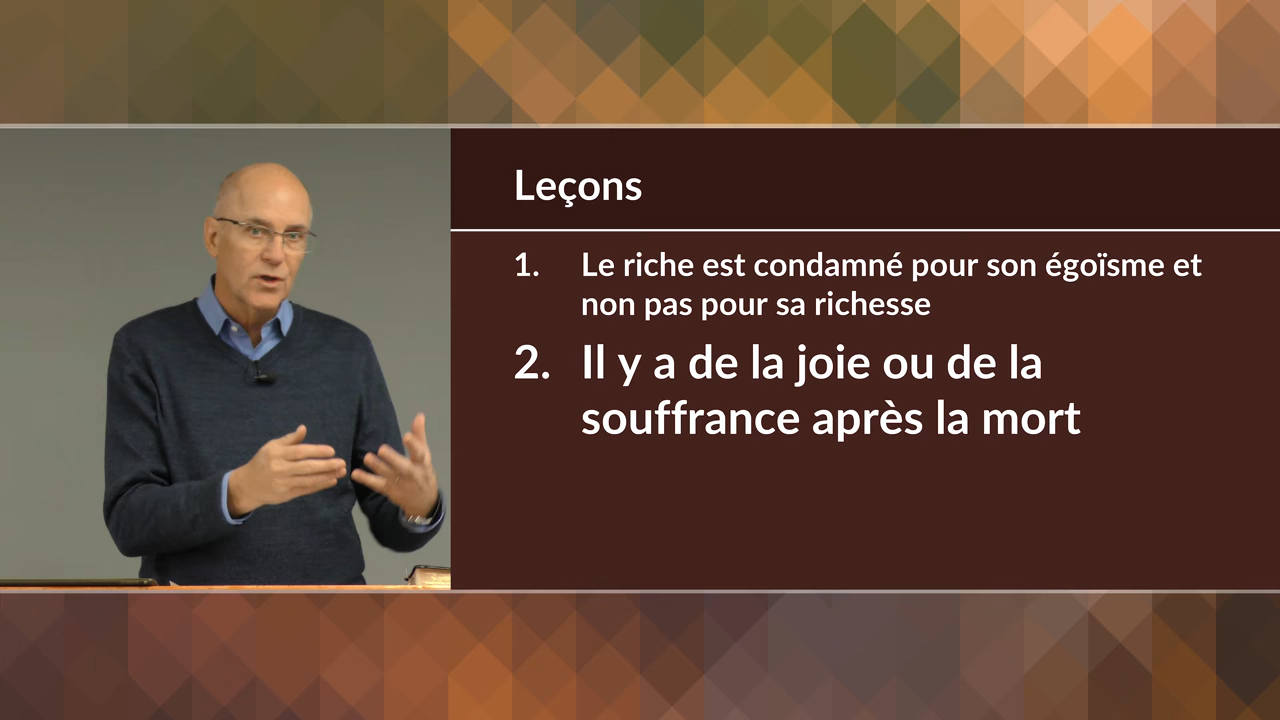 Leçons
1. Le riche est condamné pour son égoïsme et
non pas pour sa richesse
2. Il y a de la joie ou de la
souffrance après la mort